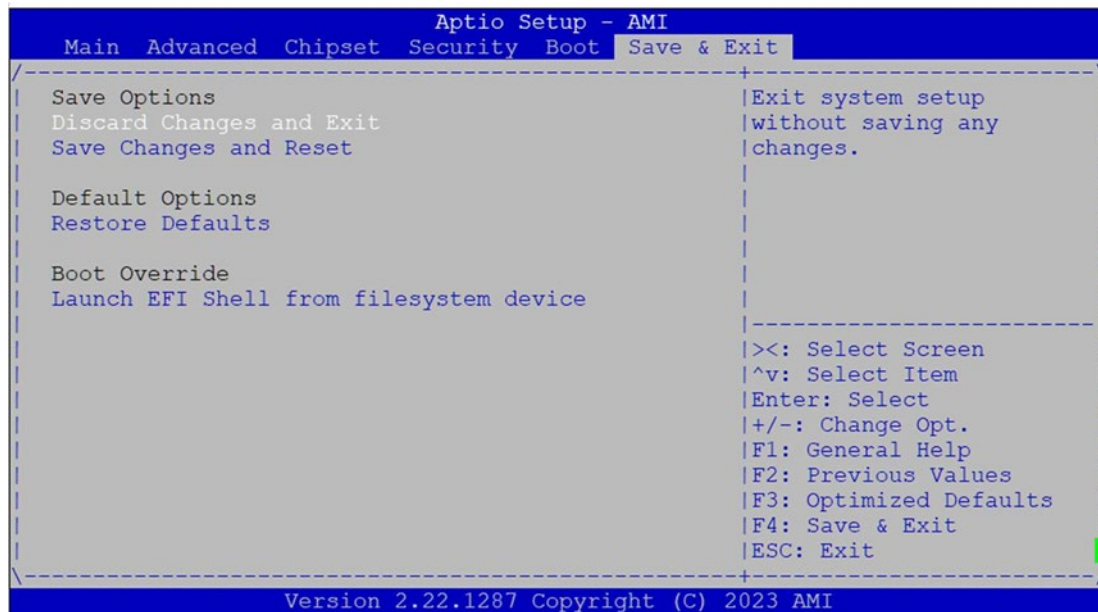 Aptio Setup - AMI
Main Advanced Chipset Security Boot Save & Exit
Save Options
Discard Changes and Exit
Save Changes and Reset
Default Options
Restore Defaults
Boot Override
Launch EFI Shell from filesystem device
Exit system setup
without saving any
changes.
><: Select Screen
^v: Select Item
Enter: Select
+/-: Change Opt.
F1: General Help
F2: Previous Values
F3: Optimized Defaults
F4: Save & Exit
ESC: Exit
Version 2.22.1287 Copyright (C) 2023 AMI